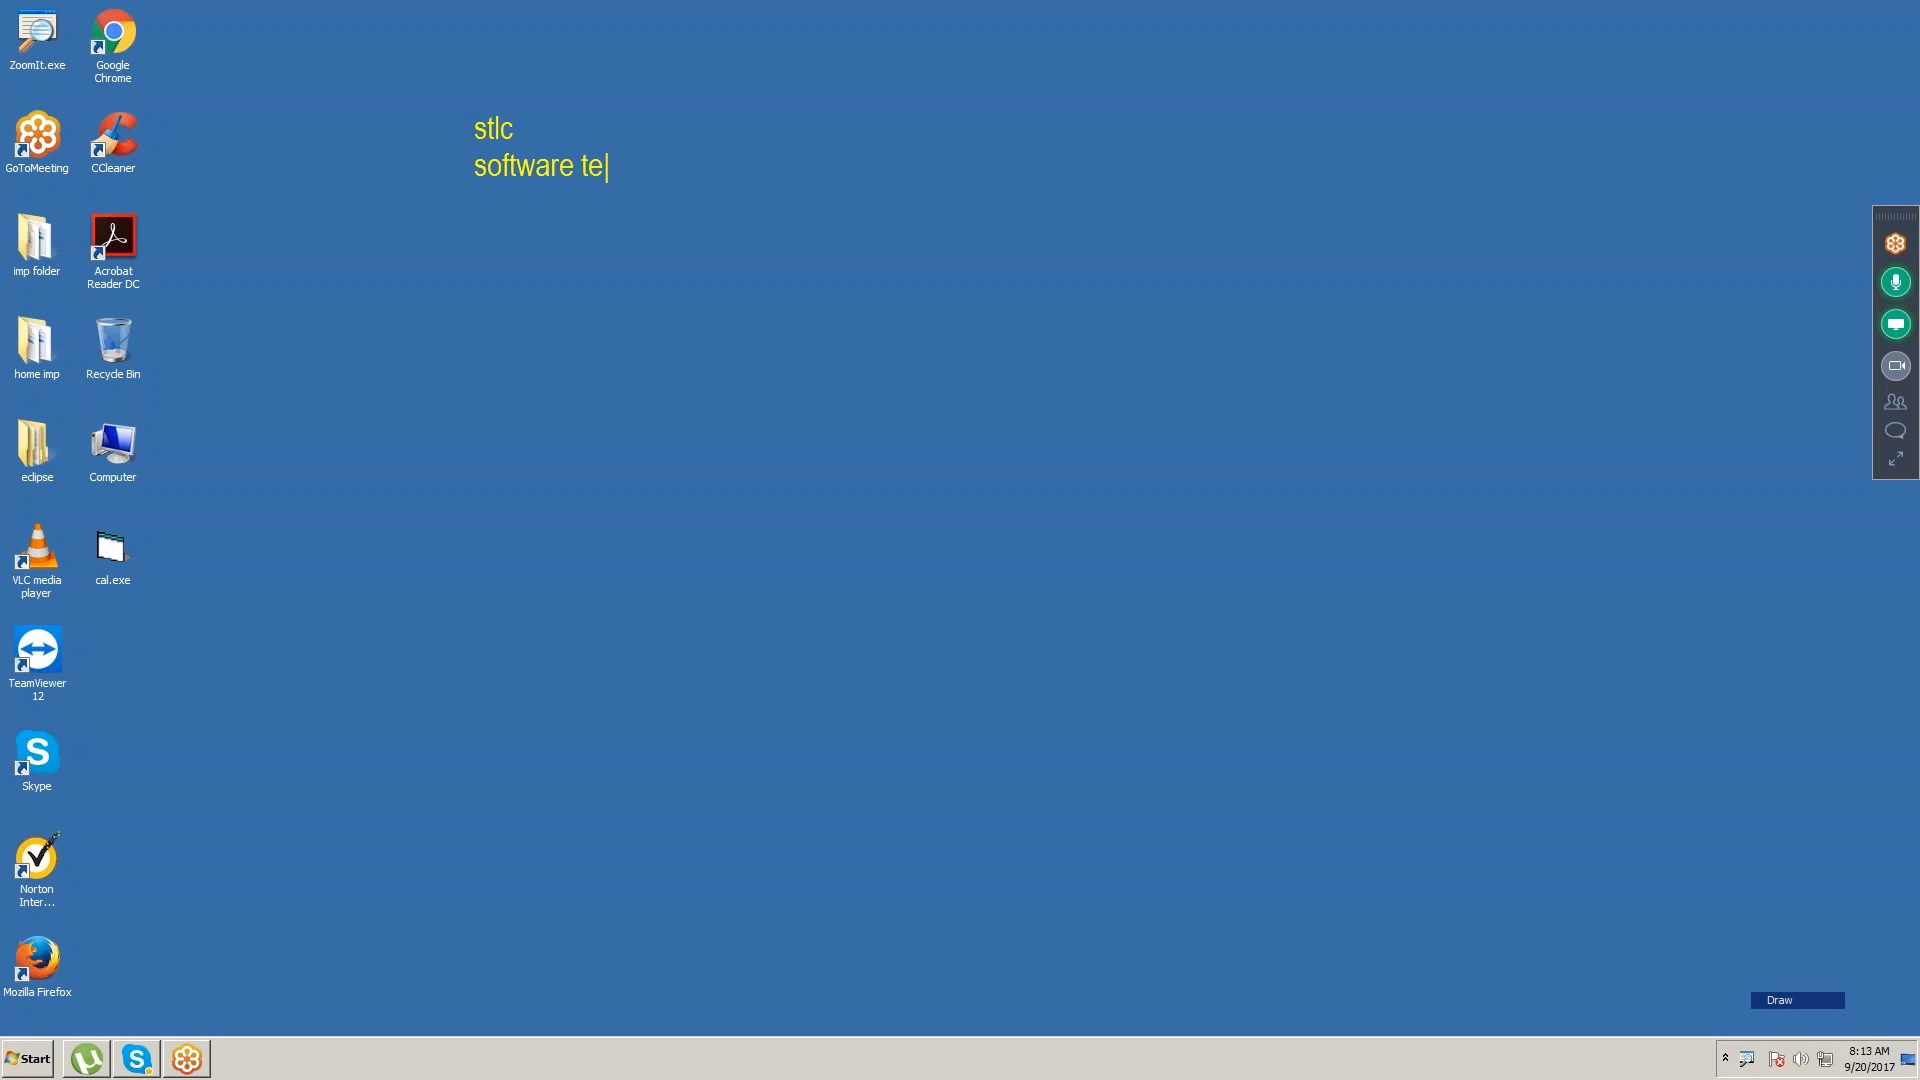 ZoomIt.exe
Google
Chrome
stlc
software te
GoToMeeting
CCleaner
imp folder
Acrobat
Reader DC
home imp
Recycle Bin
eclipse
Computer
VLC media
player
cal.exe
TeamViewer
12
S
Skype
Norton
Inter...
Mozilla Firefox
Draw
Start
S
8:13 AM
9/20/2017